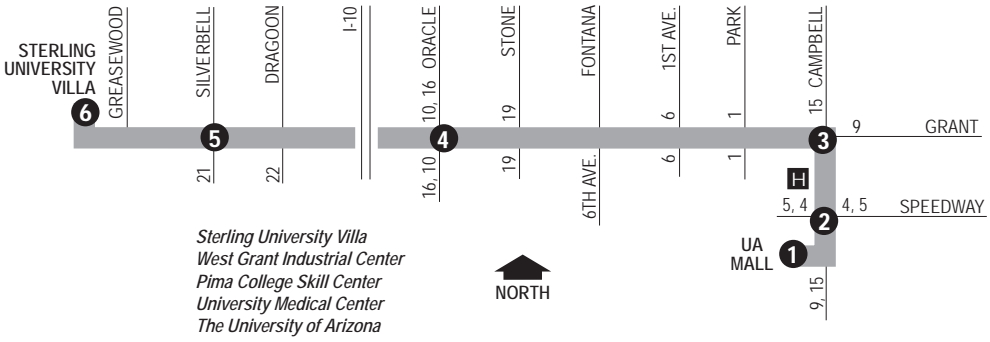 STERLING
UNIVERSITY
VILLA
6
GREASEWOOD
SILVERBELL
DRAGOON
I-10
10, 16 ORACLE
19 STONE
FONTANA
6 1ST AVE.
1 PARK
15 CAMPBELL
5
4
3
9 GRANT
21
22
16, 10
19
6TH AVE.
6
1
H
5, 4
4, 5 SPEEDWAY
2
UA
MALL
1
9, 15
Sterling University Villa
West Grant Industrial Center
Pima College Skill Center
University Medical Center
The University of Arizona
NORTH